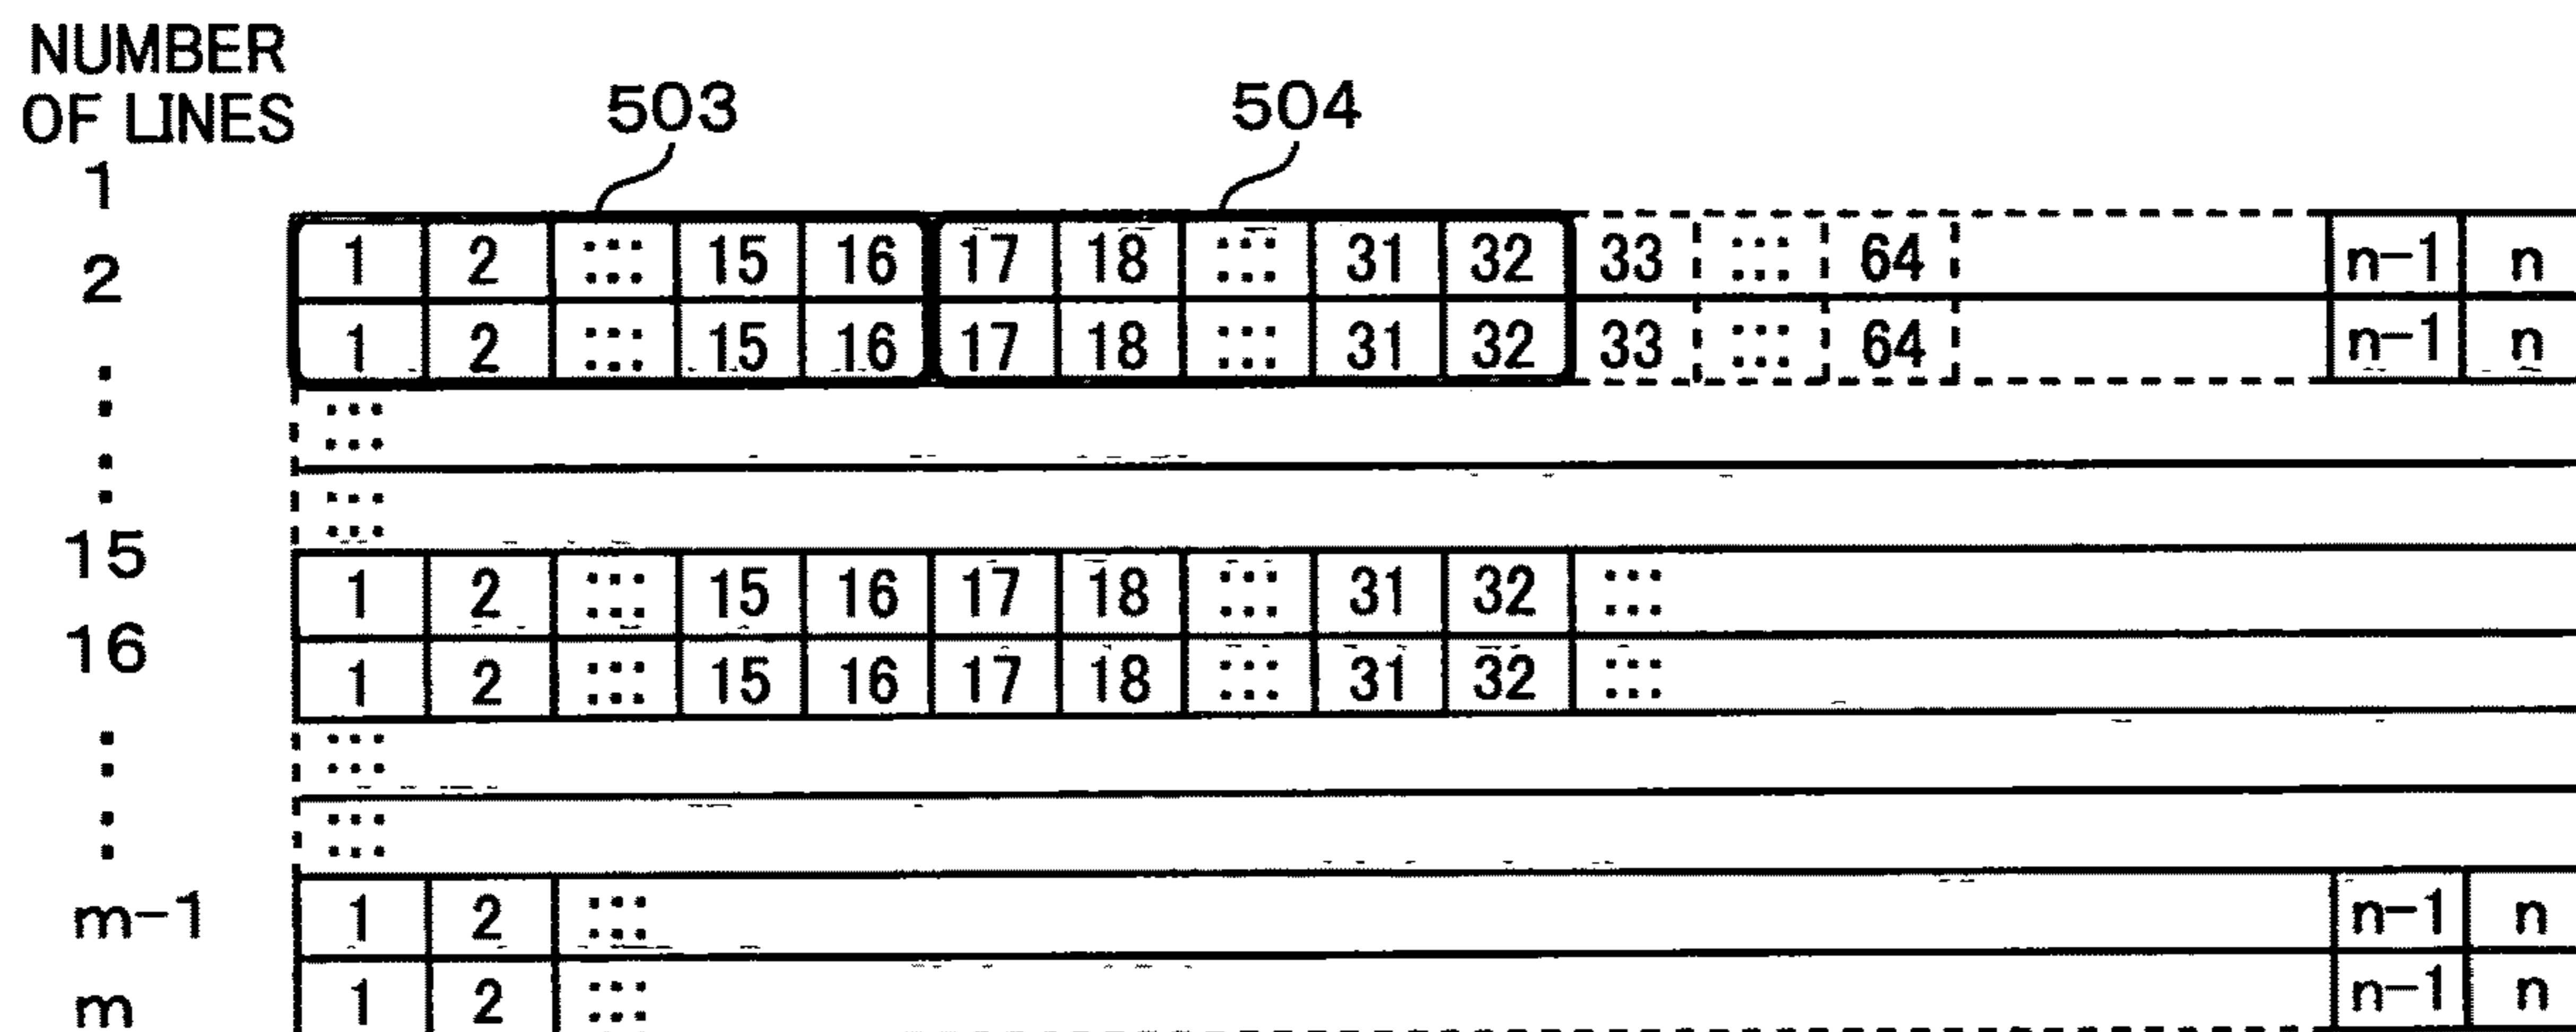 NUMBER
OF LINES
503 504
1
1 2 ::: 15 16 17 18 ::: 31 32 33 ::: 64 n-1 n
2
1 2 ::: 15 16 17 18 ::: 31 32 33 ::: 64 n-1 n
:::
:::
15
1 2 ::: 15 16 17 18 ::: 31 32 :::
16
1 2 ::: 15 16 17 18 ::: 31 32 :::
:::
:::
m-1
1 2 ::: n-1 n
m
1 2 ::: n-1 n